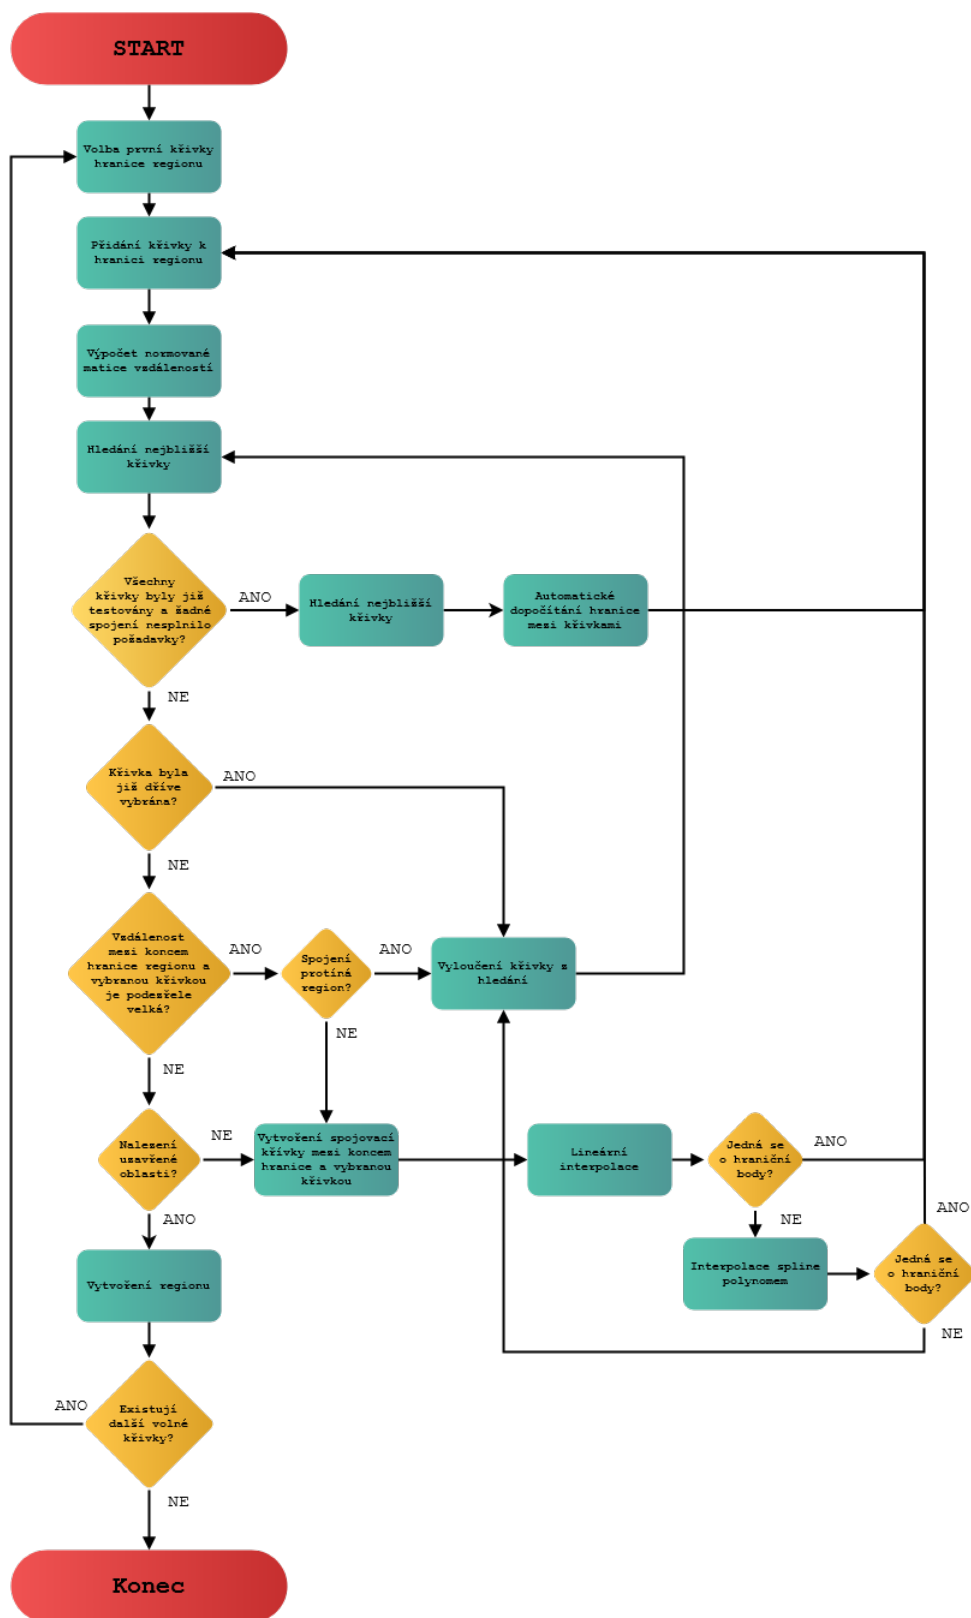 START
Volba první křivky
hranice regionu
Přidání křivky k
hranici regionu
Výpočet normované
matice vzdáleností
Hledání nejbližší
křivky
Všechny
křivky byly již
testovány a žádné
spojení nesplnilo
požadavky?
ANO
Hledání nejbližší
křivky
Automatické
dopočítání hranice
mezi křivkami
NE
Křivka byla
již dříve
vybrána?
ANO
NE
Vzdálenost
mezi koncem
hranice regionu a
vybranou křivkou
je podezřele
velká?
ANO
Spojení
protíná
region?
ANO
Vyloučení křivky z
hledání
NE
NE
Nalezení
uzavřené
oblasti?
NE
Vytvoření spojovací
křívky mezi koncem
hranice a vybranou
křivkou
Lineární
interpolace
Jedná se
o hraniční
body?
ANO
NE
Interpolace spline
polynomem
Jedná se
o hraniční
body?
ANO
NE
ANO
Vytvoření regionu
Existují
další volné
křivky?
ANO
NE
Konec